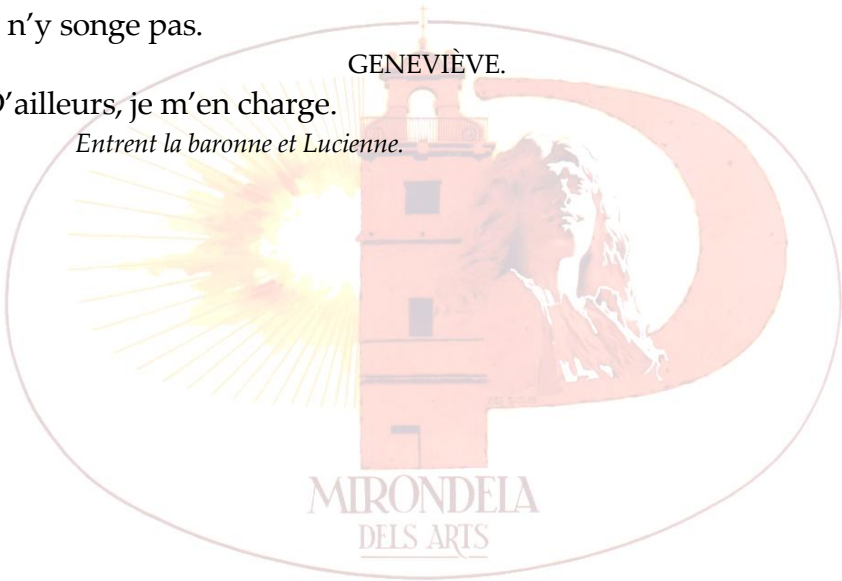 n’y songe pas.
GENEVIÈVE.
’ailleurs, je m’en charge.
Entrent la baronne et Lucienne.
MIRONDELA
DELS ARTS